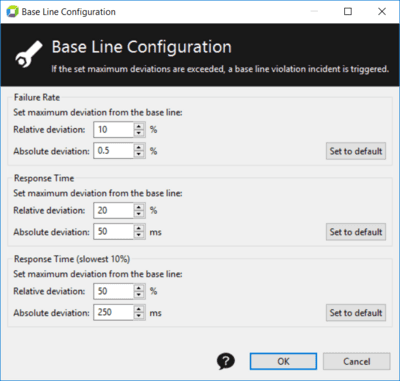 Base Line Configuration
Base Line Configuration
If the set maximum deviations are exceeded, a base line violation incident is triggered.
Failure Rate
Set maximum deviation from the base line:
Relative deviation: 10 %
Absolute deviation: 0.5 % Set to default
Response Time
Set maximum deviation from the base line:
Relative deviation: 20 %
Absolute deviation: 50 ms Set to default
Response Time (slowest 10%)
Set maximum deviation from the base line:
Relative deviation: 50 %
Absolute deviation: 250 ms Set to default
? OK Cancel